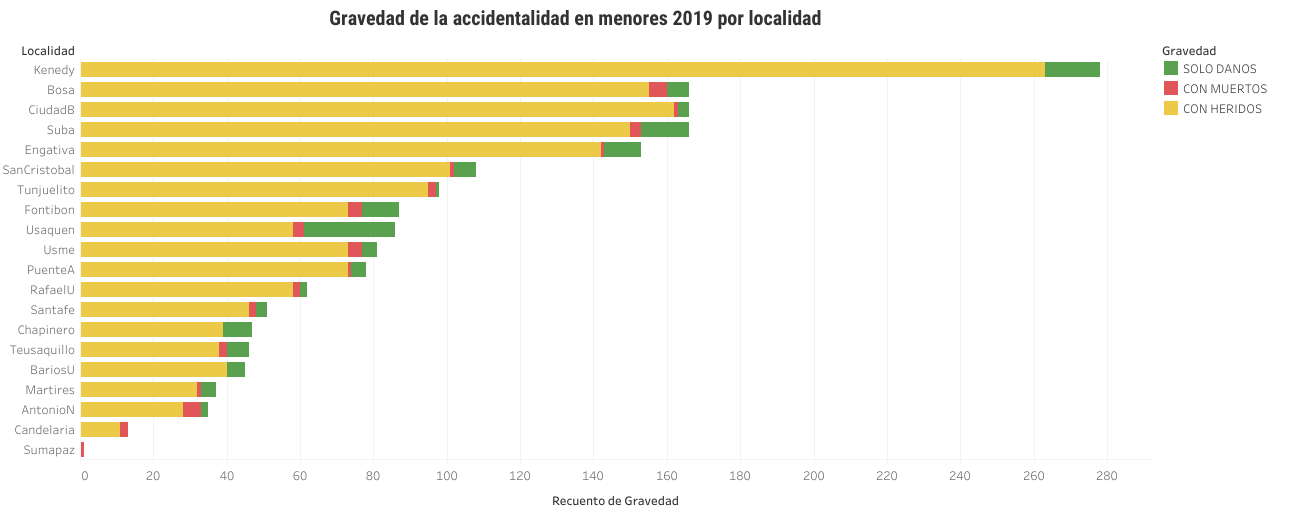 Gravedad de la accidentalidad en menores 2019 por localidad
Localidad
Gravedad
Kenedy
SOLO DANOS
Bosa
CON MUERTOS
CiudadB
CON HERIDOS
Suba
Engativa
SanCristobal
Tunjuelito
Fontibon
Usaquen
Usme
PuenteA
RafaelU
Santafe
Chapinero
Teusaquillo
BariosU
Martires
AntonioN
Candelaria
Sumapaz
0 20 40 60 80 100 120 140 160 180 200 220 240 260 280
Recuento de Gravedad